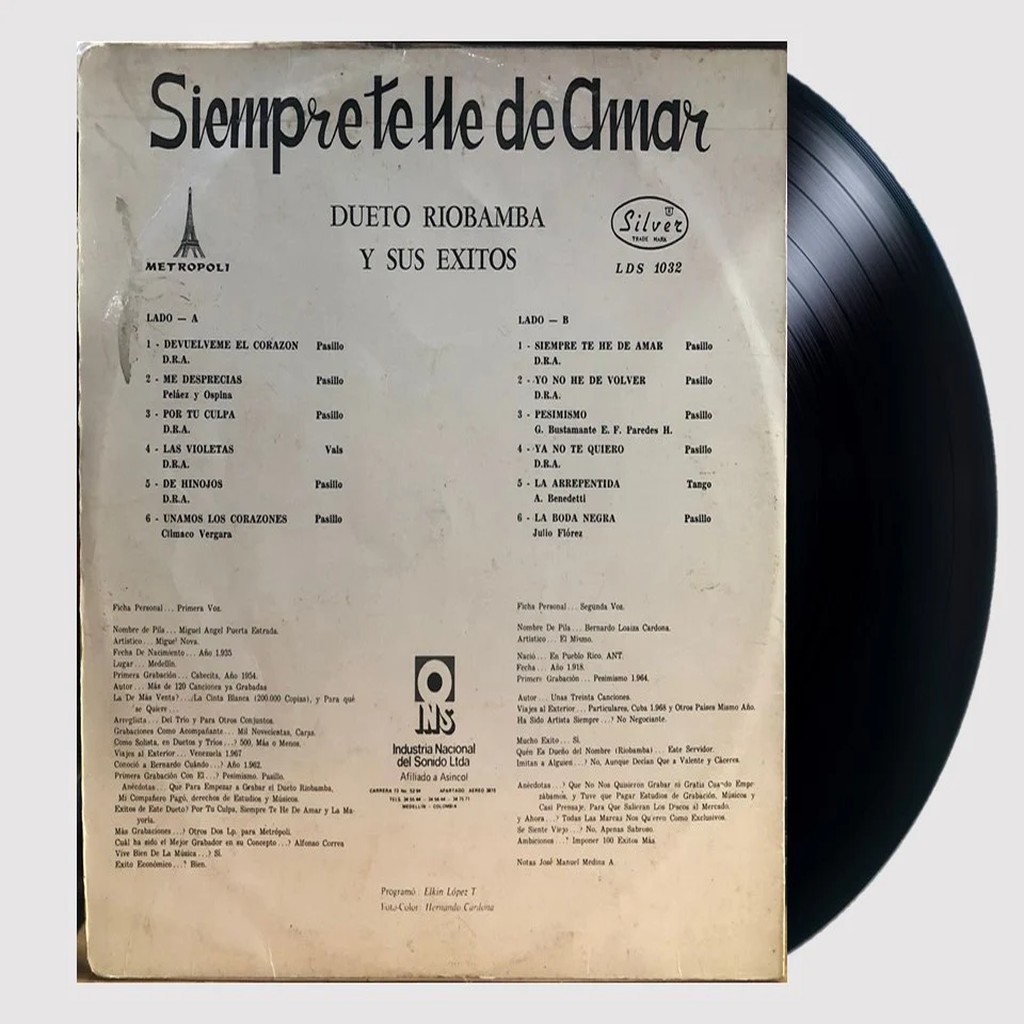 Siempre te He de Amar
DUETO RIOBAMBA
Y SUS EXITOS
METROPOLI
Silver
TRADE MARK
LDS 1032
LADO — A
1 - DEVUELVEME EL CORAZON Pasillo
D.R.A.
2 - ME DESPRECIAS Pasillo
Peláez y Ospina
3 - POR TU CULPA Pasillo
D.R.A.
4 - LAS VIOLETAS Vals
D.R.A.
5 - DE HINOJOS Pasillo
D.R.A.
6 - UNAMOS LOS CORAZONES Pasillo
Climaco Vergara
LADO — B
1 - SIEMPRE TE HE DE AMAR Pasillo
D.R.A.
2 - YO NO HE DE VOLVER Pasillo
D.R.A.
3 - PESIMISMO Pasillo
G. Bustamante E. F. Paredes H.
4 - YA NO TE QUIERO Pasillo
D.R.A.
5 - LA ARREPENTIDA Tango
A. Benedetti
6 - LA BODA NEGRA Pasillo
Julio Flórez
Ficha Personal... Primera Voz.
Nombre de Pila... Miguel Angel Puerta Estrada.
Artístico... Miguel Nova.
Fecha De Nacimiento... Año 1.935
Lugar... Medellín.
Primera Grabación... Cabecita, Año 1954.
Autor... Más de 120 Canciones ya Grabadas
La De Más Venta?...¡La Cinta Blanca (200.000 Copias), y Para qué
se Quiere...
Arreglista... Del Trío y Para Otros Conjuntos.
Grabaciones Como Acompañante... Mil Novecientas, Carpa.
Como Solista, en Duetos y Tríos...? 500, Más o Menos.
Viajes al Exterior... Venezuela 1.967
Conoció a Bernardo Cuándo...? Año 1.962.
Primera Grabación Con El...? Pesimismo. Pasillo.
Anécdotas... Que Para Empezar a Grabar el Dueto Riobamba,
Mi Compañero Pagó, derechos de Estudios y Músicos.
Exitos de Este Dueto? Por Tu Culpa, Siempre Te He De Amar y La Ma-
yoría.
Más Grabaciones...? Otros Dos Lp. para Metrópoli.
Cuál ha sido el Mejor Grabador en su Concepto...? Alfonso Correa
Vive Bien De La Música...? Sí.
Exito Económico...? Bien.
INS
Industria Nacional
del Sonido Ltda
Afiliado a Asincol
CARRERA 73 No. APARTADO AEREO
TELS.
MEDELLIN - COLOMBIA
Ficha Personal... Segunda Voz.
Nombre De Pila... Bernardo Loaiza Cardona.
Artístico... El Mismo.
Nació... En Pueblo Rico. ANT.
Fecha... Año 1.918.
Primera Grabación... Pesimismo 1.964.
Autor... Unas Treinta Canciones.
Viajes al Exterior... Particulares, Cuba 1.968 y Otros Países Mismo Año.
Ha Sido Artista Siempre...? No Negociante.
Mucho Exito... Sí.
Quén Es Dueño del Nombre (Riobamba)... Este Servidor.
Imitan a Alguien...? No, Aunque Decían Que a Valente y Cáceres.
Anécdotas...? Que No Nos Quisieron Grabar ni Gratis Cuando Empe-
zábamos, y Tuve que Pagar Estudios de Grabación, Músicos y
Casi Prensaje, Para Que Salieran Los Discos al Mercado.
y Ahora...? Todas Las Marcas Nos Quieren Como Exclusivos.
Se Siente Viejo...? No, Apenas Sabroso.
Ambiciones...? Imponer 100 Exitos Más
Notas José Manuel Medina A
Programó: Elkin López T
Foto-Color: Hernando Cardona